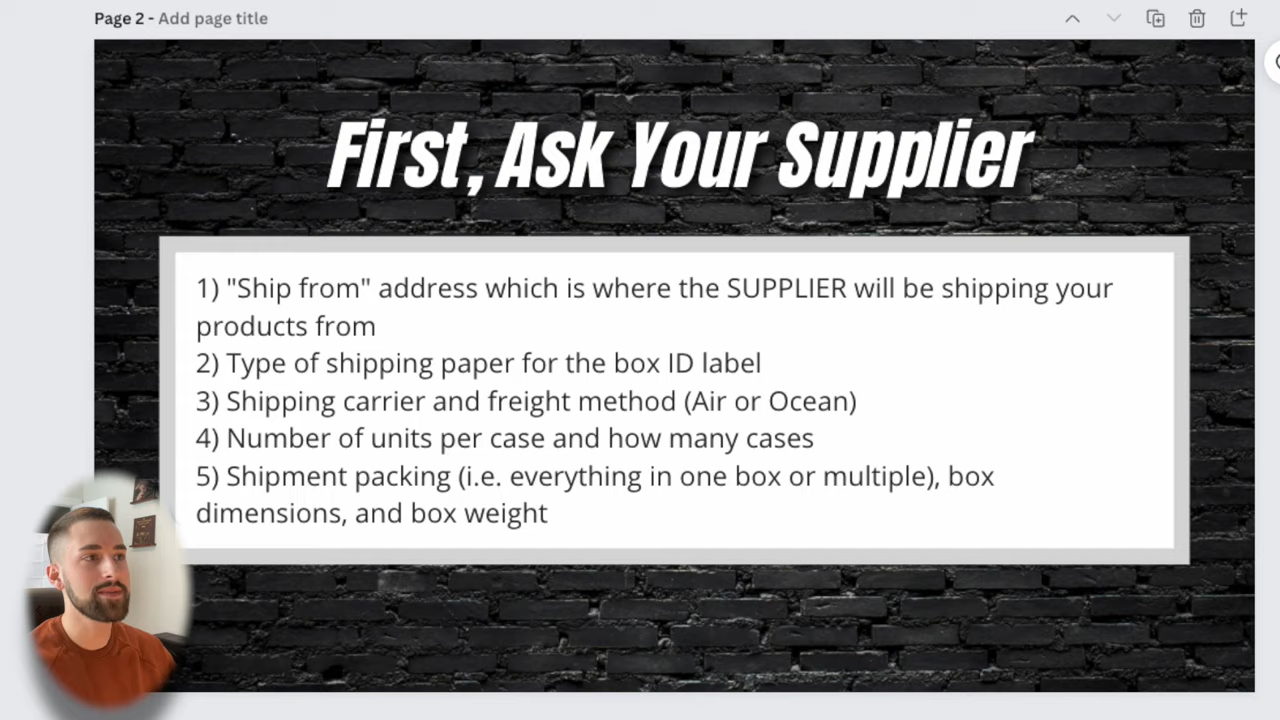 Page 2 - Add page title
First, Ask Your Supplier
1) "Ship from" address which is where the SUPPLIER will be shipping your
products from
2) Type of shipping paper for the box ID label
3) Shipping carrier and freight method (Air or Ocean)
4) Number of units per case and how many cases
5) Shipment packing (i.e. everything in one box or multiple), box
dimensions, and box weight